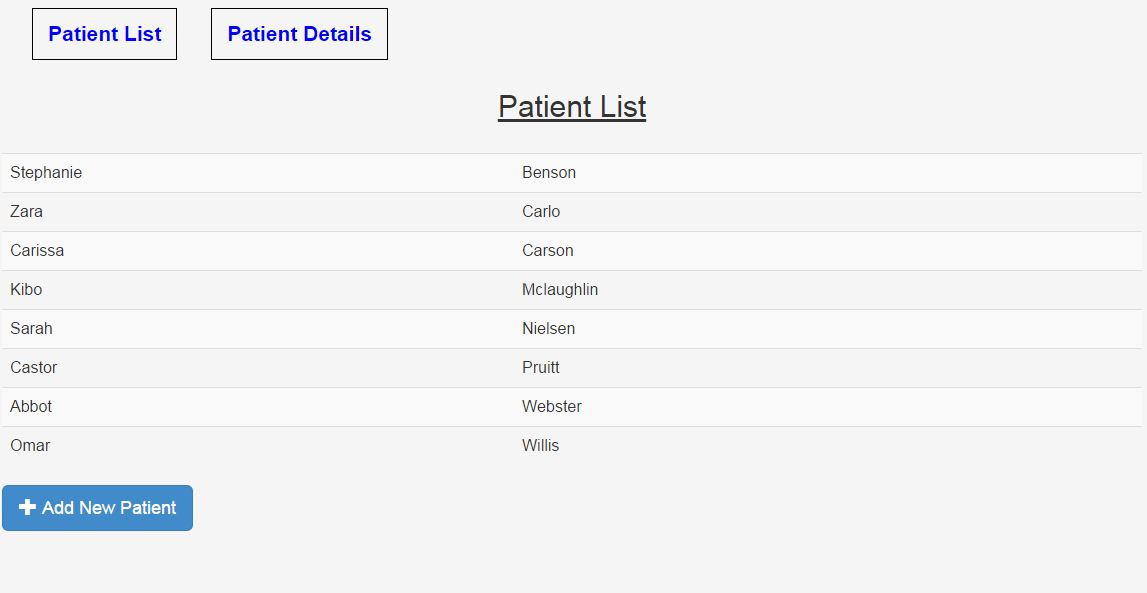 Patient List Patient Details
Patient List
Stephanie Benson
Zara Carlo
Carissa Carson
Kibo Mclaughlin
Sarah Nielsen
Castor Pruitt
Abbot Webster
Omar Willis
Add New Patient